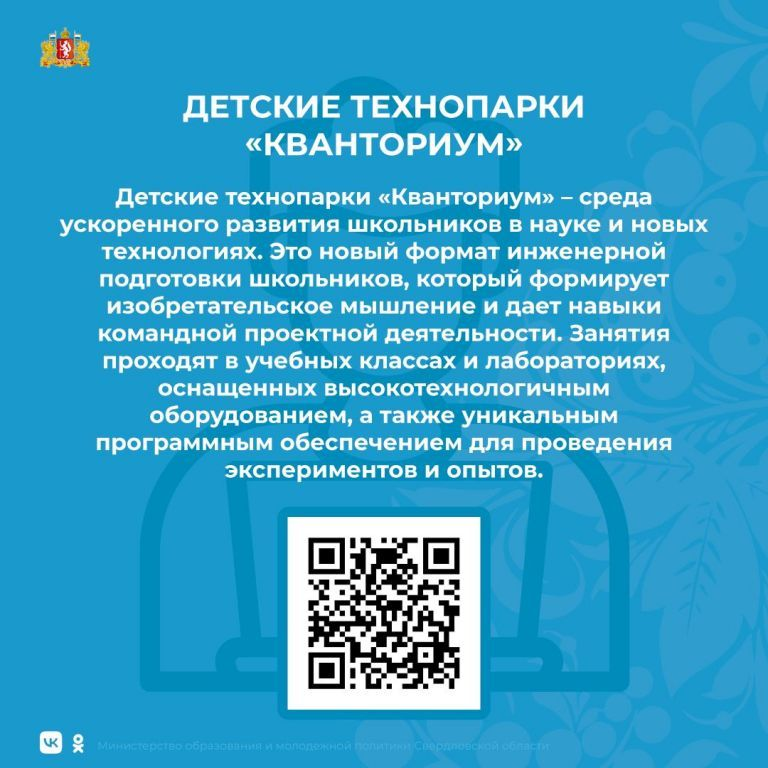 ДЕТСКИЕ ТЕХНОПАРКИ
«КВАНТОРИУМ»
Детские технопарки «Кванториум» – среда
ускоренного развития школьников в науке и новых
технологиях. Это новый формат инженерной
подготовки школьников, который формирует
изобретательское мышление и дает навыки
командной проектной деятельности. Занятия
проходят в учебных классах и лабораториях,
оснащенных высокотехнологичным
оборудованием, а также уникальным
программным обеспечением для проведения
экспериментов и опытов.
Министерство образования и молодежной политики Свердловской области